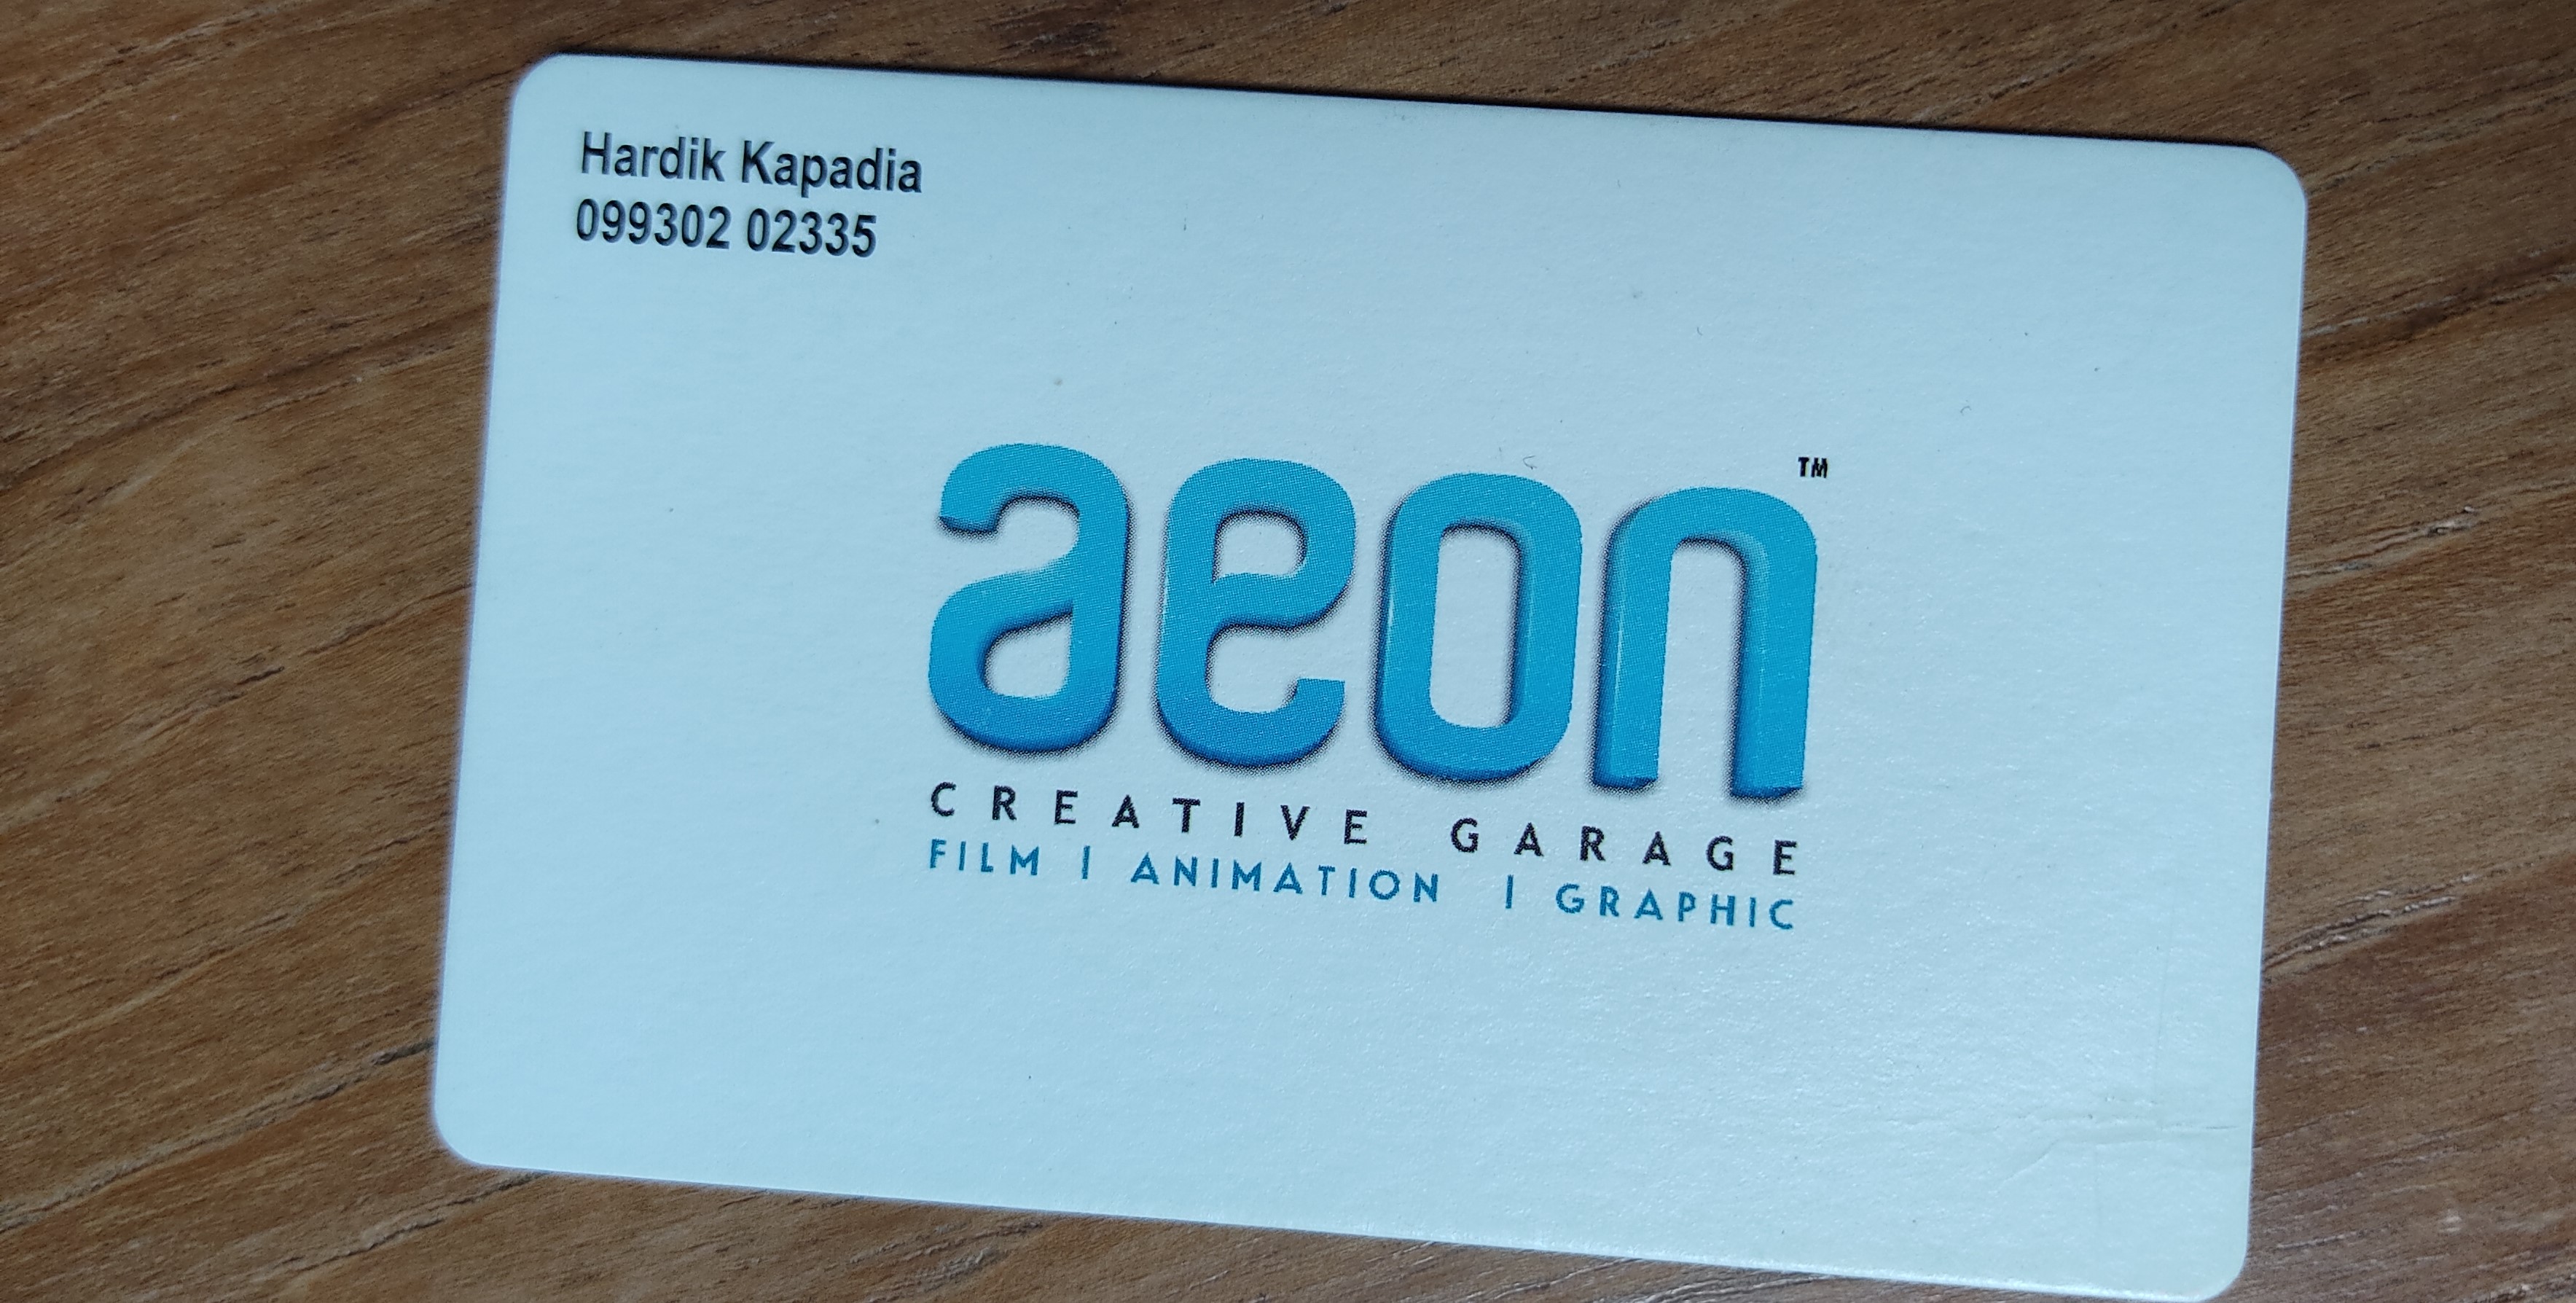 Hardik Kapadia
099302 02335
aeon™
CREATIVE GARAGE
FILM | ANIMATION | GRAPHIC